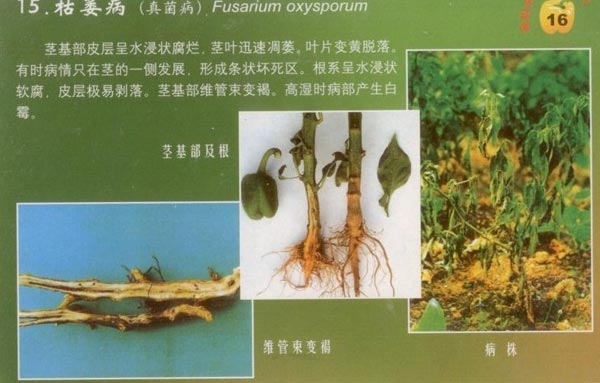 15.枯萎病（真菌病）Fusarium oxysporum
16
茎基部皮层呈水浸状腐烂，茎叶迅速凋萎。叶片变黄脱落。
有时病情只在茎的一侧发展，形成条状坏死区。根系呈水浸状
软腐，皮层极易剥落。茎基部维管束变褐。高湿时病部产生白
霉。
茎基部及根
维管束变褐
病株